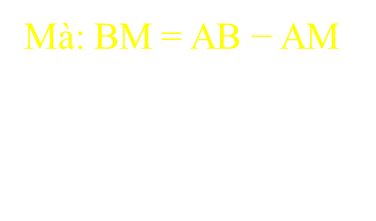 Mà: BM = AB − AM